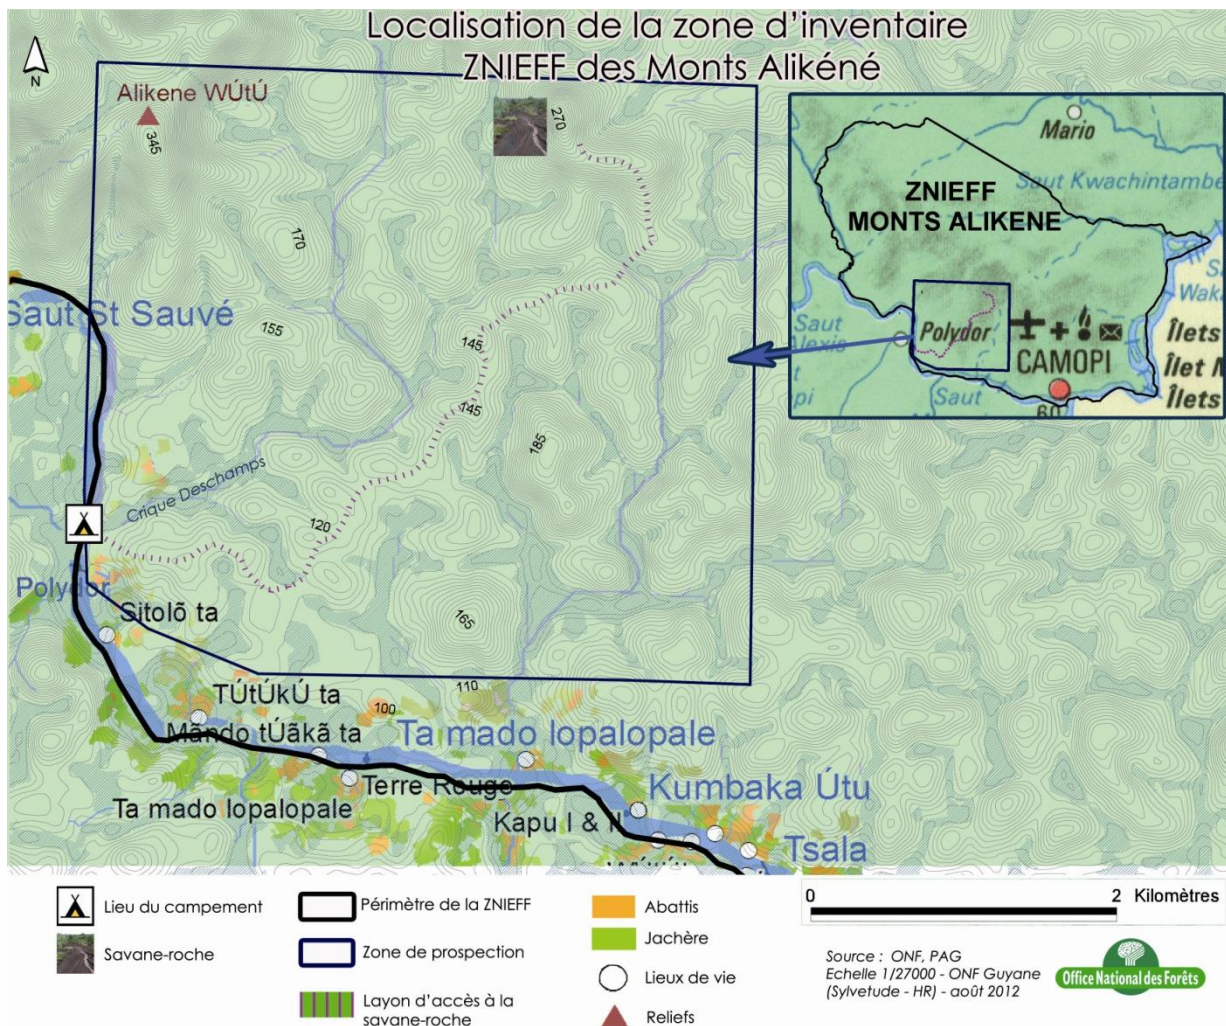 Localisation de la zone d'inventaire
ZNIEFF des Monts Alikéné
N
Alikene WÚtÚ
345
270
170
155
145
145
185
120
165
110
100
Saut St Sauvé
Crique Deschamps
Polydor
Sitolõ ta
TÚtÚkÚ ta
Mãndo tÚãkã ta
Ta mado lopalopale
Terre Rouge
Ta mado lopalopale
Kumbaka Útu
Kapu I & II
Tsala
Mario
ZNIEFF
MONTS ALIKENE
Saut Kwachintambe
Saut
Alexis
Polydor
CAMOPI
Saut
60
pi
S
Wak
Îlets
Îlet
Îlets
Lieu du campement
Savane-roche
Périmètre de la ZNIEFF
Zone de prospection
Layon d'accès à la
savane-roche
Abattis
Jachère
Lieux de vie
Reliefs
0 2 Kilomètres
Source : ONF, PAG
Echelle 1/27000 - ONF Guyane
(Sylvetude - HR) - août 2012
Office National des Forêts